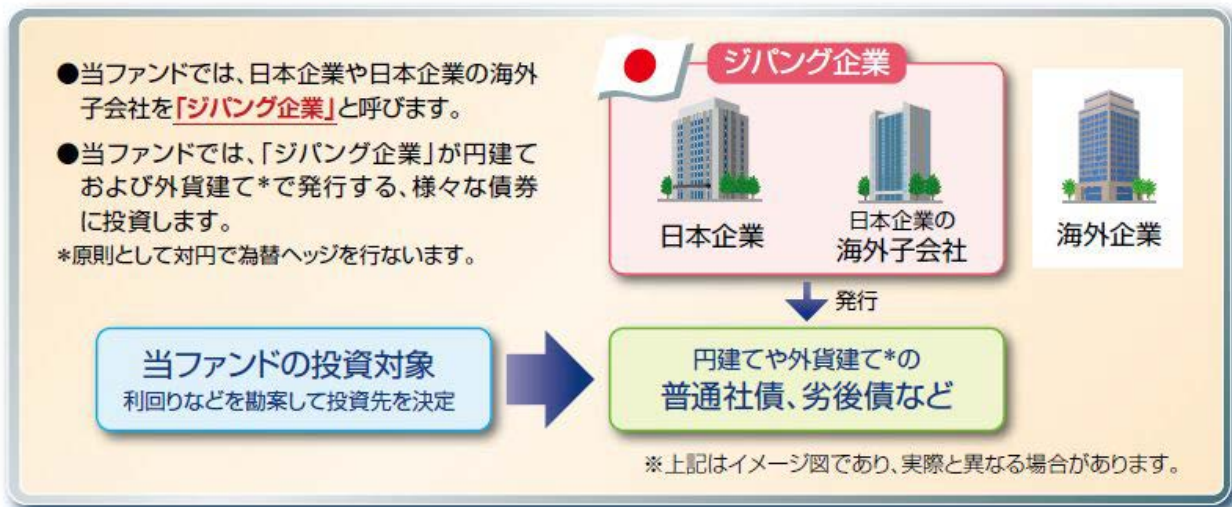 ●当ファンドでは、日本企業や日本企業の海外
子会社を「ジパング企業」と呼びます。
●当ファンドでは、「ジパング企業」が円建て
および外貨建て*で発行する、様々な債券
に投資します。
*原則として対円で為替ヘッジを行ないます。
ジパング企業
日本企業
日本企業の
海外子会社
海外企業
発行
当ファンドの投資対象
利回りなどを勘案して投資先を決定
円建てや外貨建て*の
普通社債、劣後債など
※上記はイメージ図であり、実際と異なる場合があります。